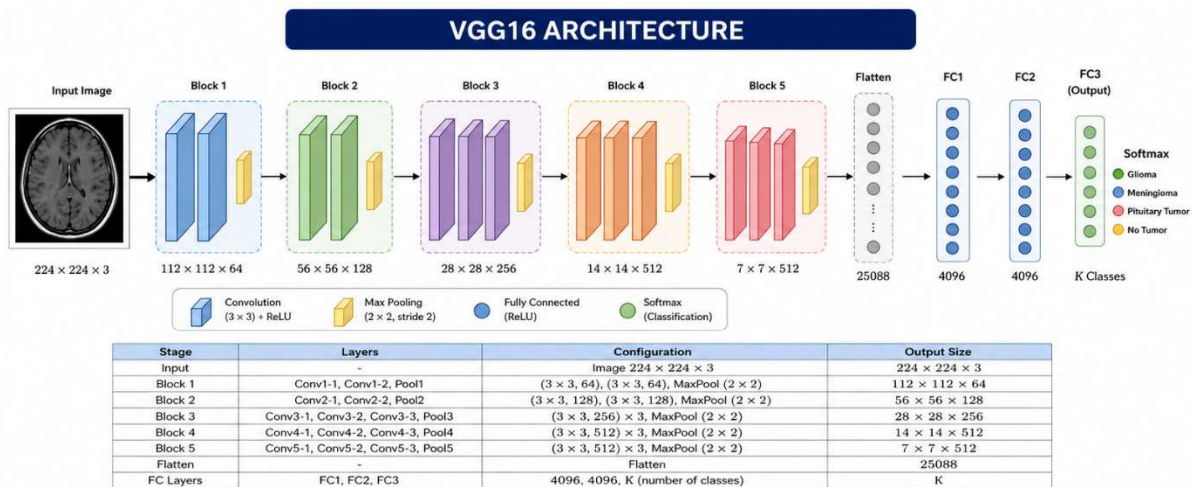 VGG16 ARCHITECTURE
Input Image
Block 1
Block 2
Block 3
Block 4
Block 5
Flatten
FC1
FC2
FC3
(Output)
Softmax
Glioma
Meningioma
Pituitary Tumor
No Tumor
224 × 224 × 3
112 × 112 × 64
56 × 56 × 128
28 × 28 × 256
14 × 14 × 512
7 × 7 × 512
25088
4096
4096
K Classes
Convolution
(3 × 3) + ReLU
Max Pooling
(2 × 2, stride 2)
Fully Connected
(ReLU)
Softmax
(Classification)
Stage Layers Configuration Output Size
Input - Image 224 × 224 × 3 224 × 224 × 3
Block 1 Conv1-1, Conv1-2, Pool1 (3 × 3, 64), (3 × 3, 64), MaxPool (2 × 2) 112 × 112 × 64
Block 2 Conv2-1, Conv2-2, Pool2 (3 × 3, 128), (3 × 3, 128), MaxPool (2 × 2) 56 × 56 × 128
Block 3 Conv3-1, Conv3-2, Conv3-3, Pool3 (3 × 3, 256) × 3, MaxPool (2 × 2) 28 × 28 × 256
Block 4 Conv4-1, Conv4-2, Conv4-3, Pool4 (3 × 3, 512) × 3, MaxPool (2 × 2) 14 × 14 × 512
Block 5 Conv5-1, Conv5-2, Conv5-3, Pool5 (3 × 3, 512) × 3, MaxPool (2 × 2) 7 × 7 × 512
Flatten - Flatten 25088
FC Layers FC1, FC2, FC3 4096, 4096, K (number of classes) K